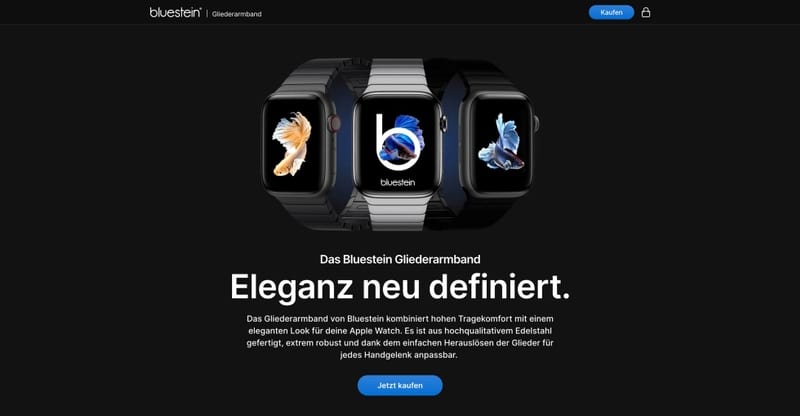 bluestein® | Gliederarmband
Kaufen
b
bluestein
Das Bluestein Gliederarmband
Eleganz neu definiert.
Das Gliederarmband von Bluestein kombiniert hohen Tragekomfort mit einem
eleganten Look für deine Apple Watch. Es ist aus hochqualitativem Edelstahl
gefertigt, extrem robust und dank dem einfachen Herauslösen der Glieder für
jedes Handgelenk anpassbar.
Jetzt kaufen